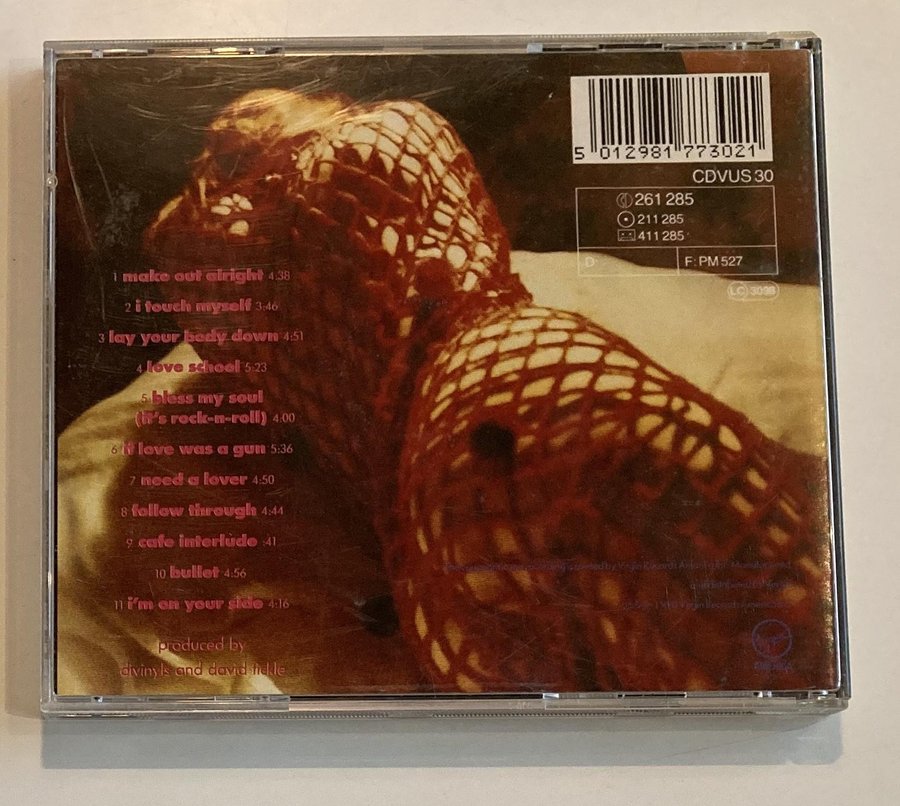 5 012981 773021
CDVUS 30
261 285
211 285
411 285
D:
F: PM 527
LC 3098
1 make out alright 4:38
2 i touch myself 3:46
3 lay your body down 4:51
4 love school 5:23
5 bless my soul
(it's rock-n-roll) 4:00
6 if love was a gun 5:36
7 need a lover 4:50
8 follow through 4:44
9 cafe interlude :41
10 bullet 4:56
11 i'm on your side 4:16
produced by
divinyls and david tickle